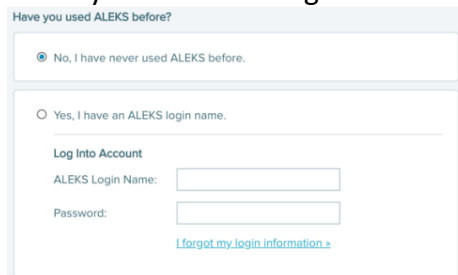 Have you used ALEKS before?
No, I have never used ALEKS before.
Yes, I have an ALEKS login name.
Log Into Account
ALEKS Login Name:
Password:
I forgot my login information »